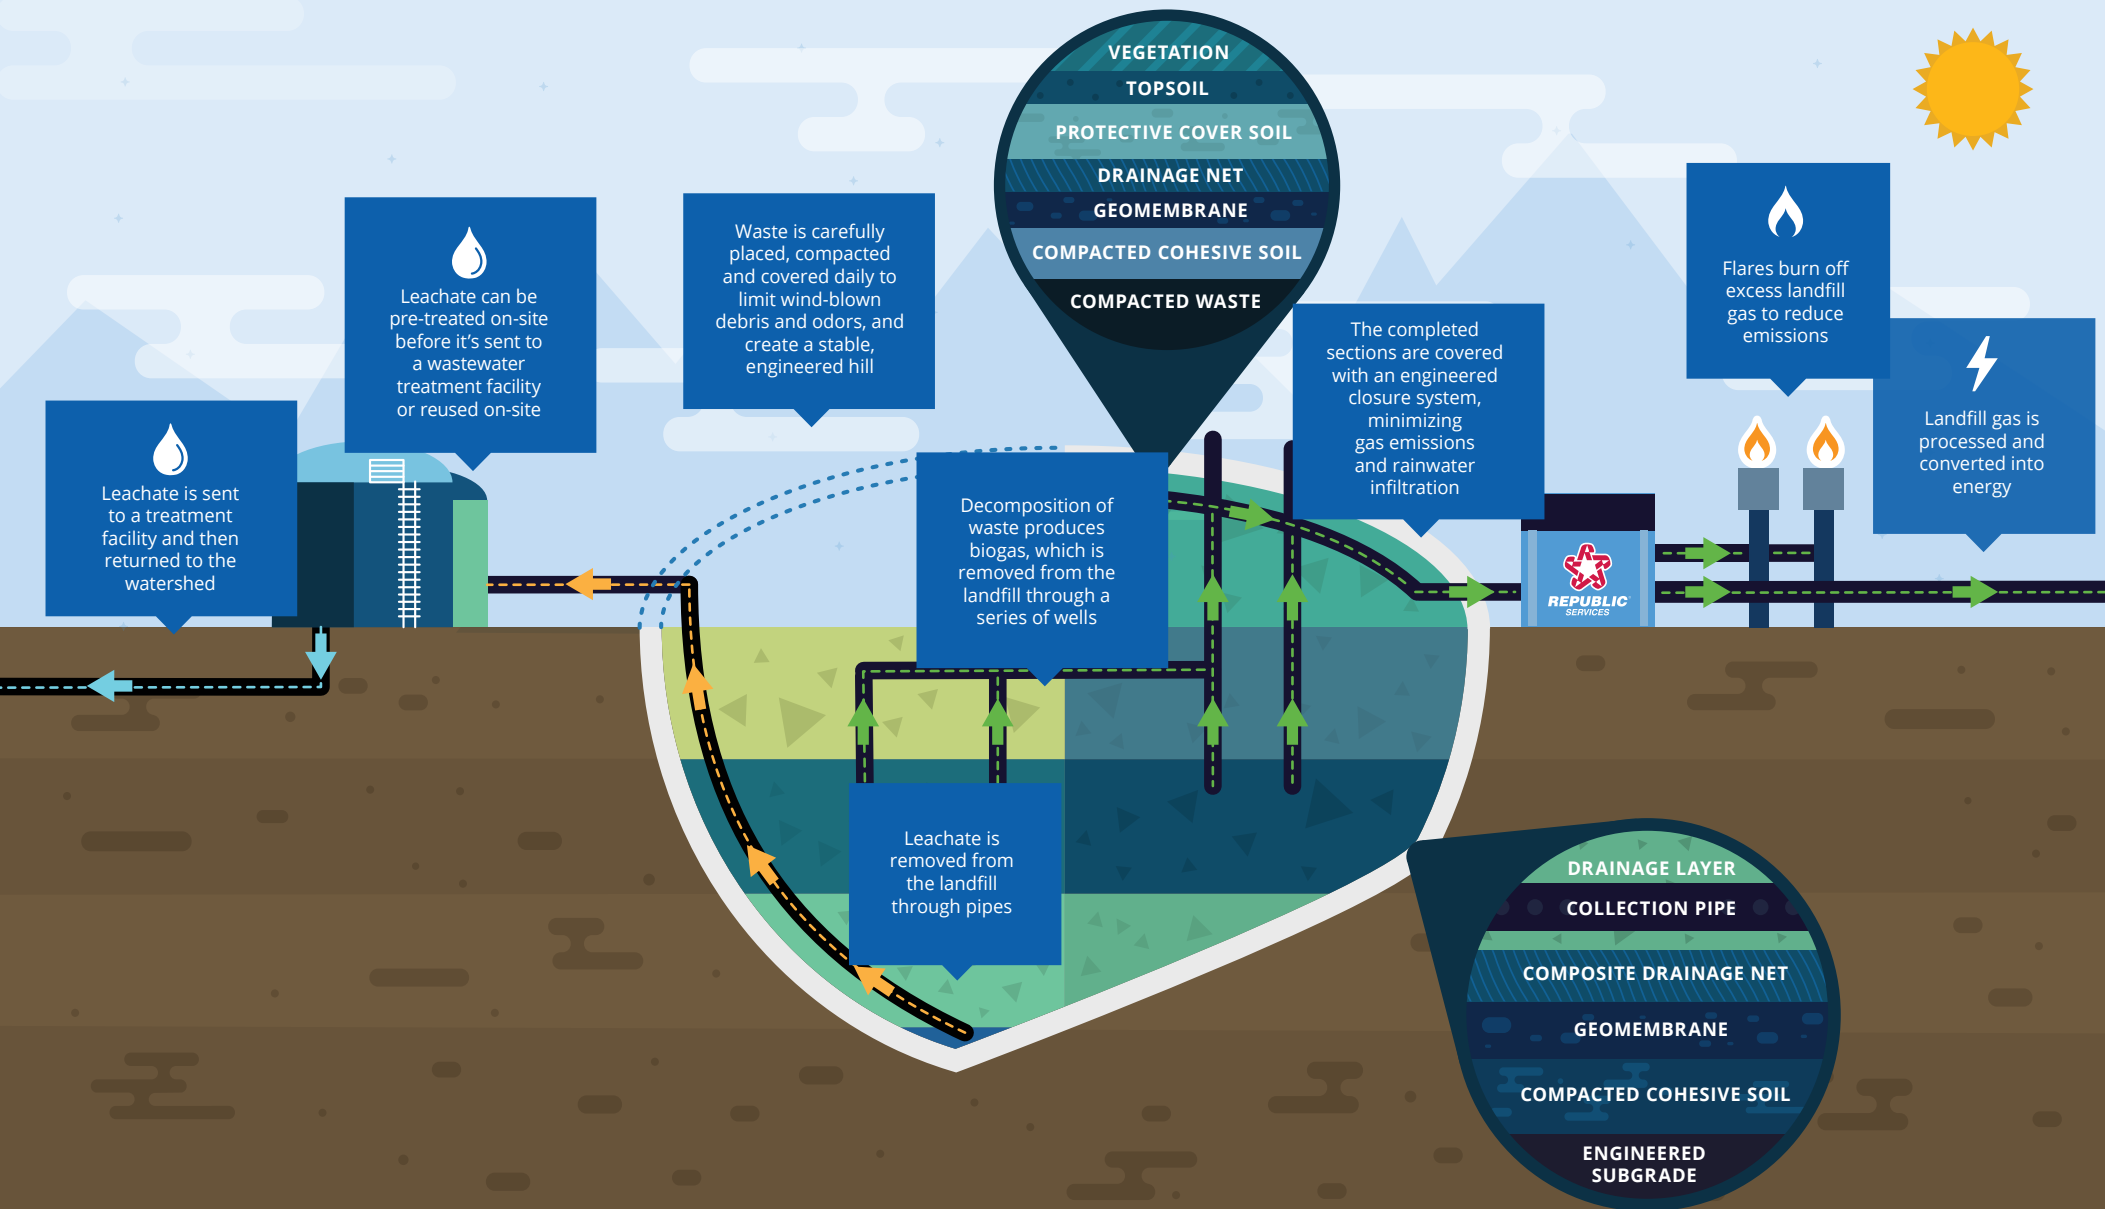 VEGETATION
TOPSOIL
PROTECTIVE COVER SOIL
DRAINAGE NET
GEOMEMBRANE
COMPACTED COHESIVE SOIL
COMPACTED WASTE
Leachate is sent
to a treatment
facility and then
returned to the
watershed
Leachate can be
pre-treated on-site
before it’s sent to
a wastewater
treatment facility
or reused on-site
Waste is carefully
placed, compacted
and covered daily to
limit wind-blown
debris and odors, and
create a stable,
engineered hill
Decomposition of
waste produces
biogas, which is
removed from the
landfill through a
series of wells
The completed
sections are covered
with an engineered
closure system,
minimizing
gas emissions
and rainwater
infiltration
Flares burn off
excess landfill
gas to reduce
emissions
Landfill gas is
processed and
converted into
energy
REPUBLIC
SERVICES
Leachate is
removed from
the landfill
through pipes
DRAINAGE LAYER
COLLECTION PIPE
COMPOSITE DRAINAGE NET
GEOMEMBRANE
COMPACTED COHESIVE SOIL
ENGINEERED
SUBGRADE